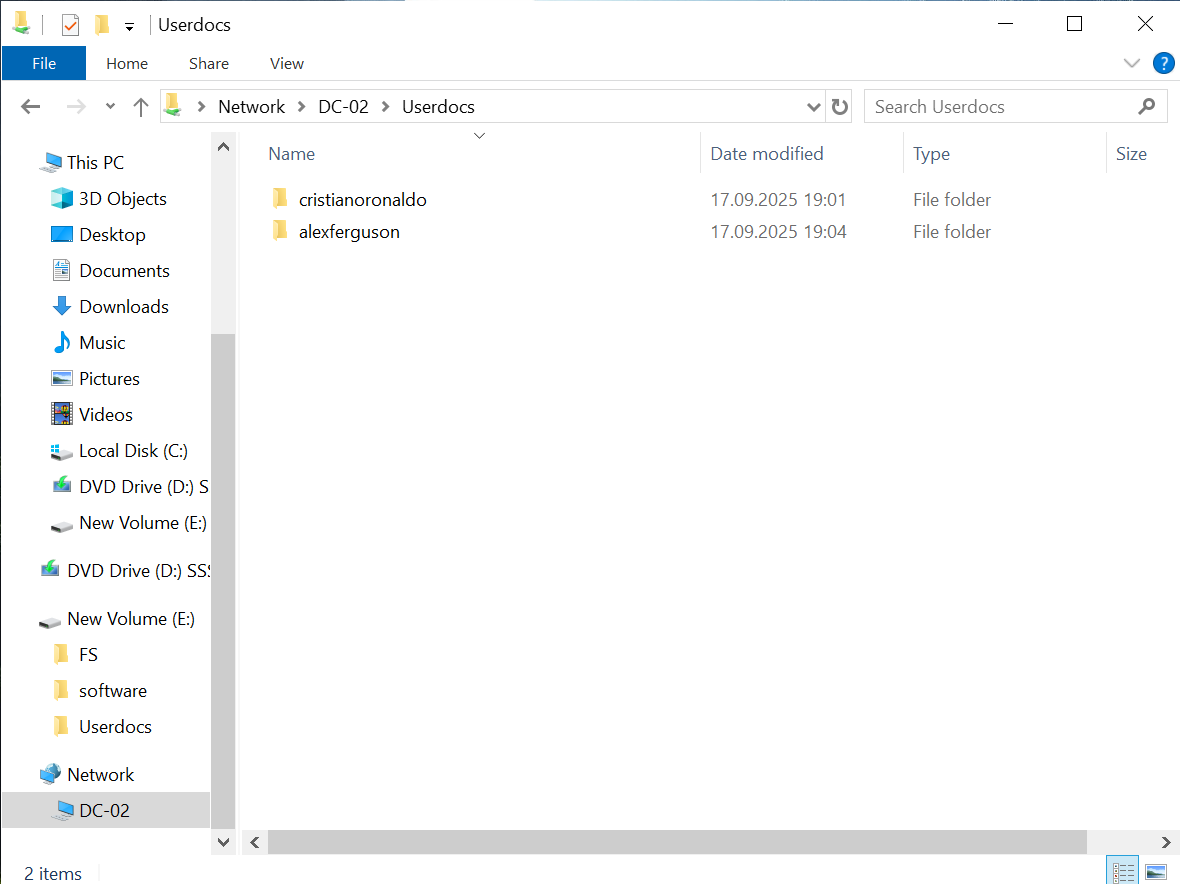 Userdocs
File Home Share View ?
Network DC-02 Userdocs Search Userdocs
Name Date modified Type Size
cristianoronaldo 17.09.2025 19:01 File folder
alexferguson 17.09.2025 19:04 File folder
This PC
3D Objects
Desktop
Documents
Downloads
Music
Pictures
Videos
Local Disk (C:)
DVD Drive (D:) S
New Volume (E:)
DVD Drive (D:) SS
New Volume (E:)
FS
software
Userdocs
Network
DC-02
2 items